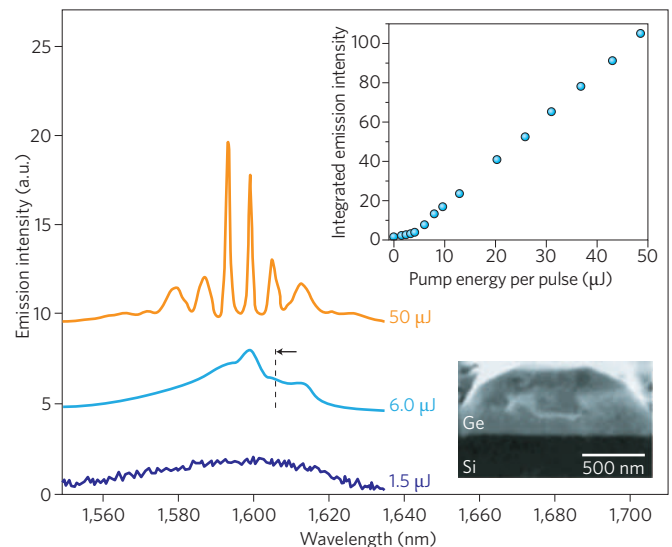 25
20
15
10
5
0
Emission intensity (a.u.)
1,560
1,580
1,600
1,620
1,640
1,660
1,680
1,700
Wavelength (nm)
50 μJ
6.0 μJ
1.5 μJ
100
80
60
40
20
0
Integrated emission intensity
0
10
20
30
40
50
Pump energy per pulse (μJ)
Ge
Si
500 nm